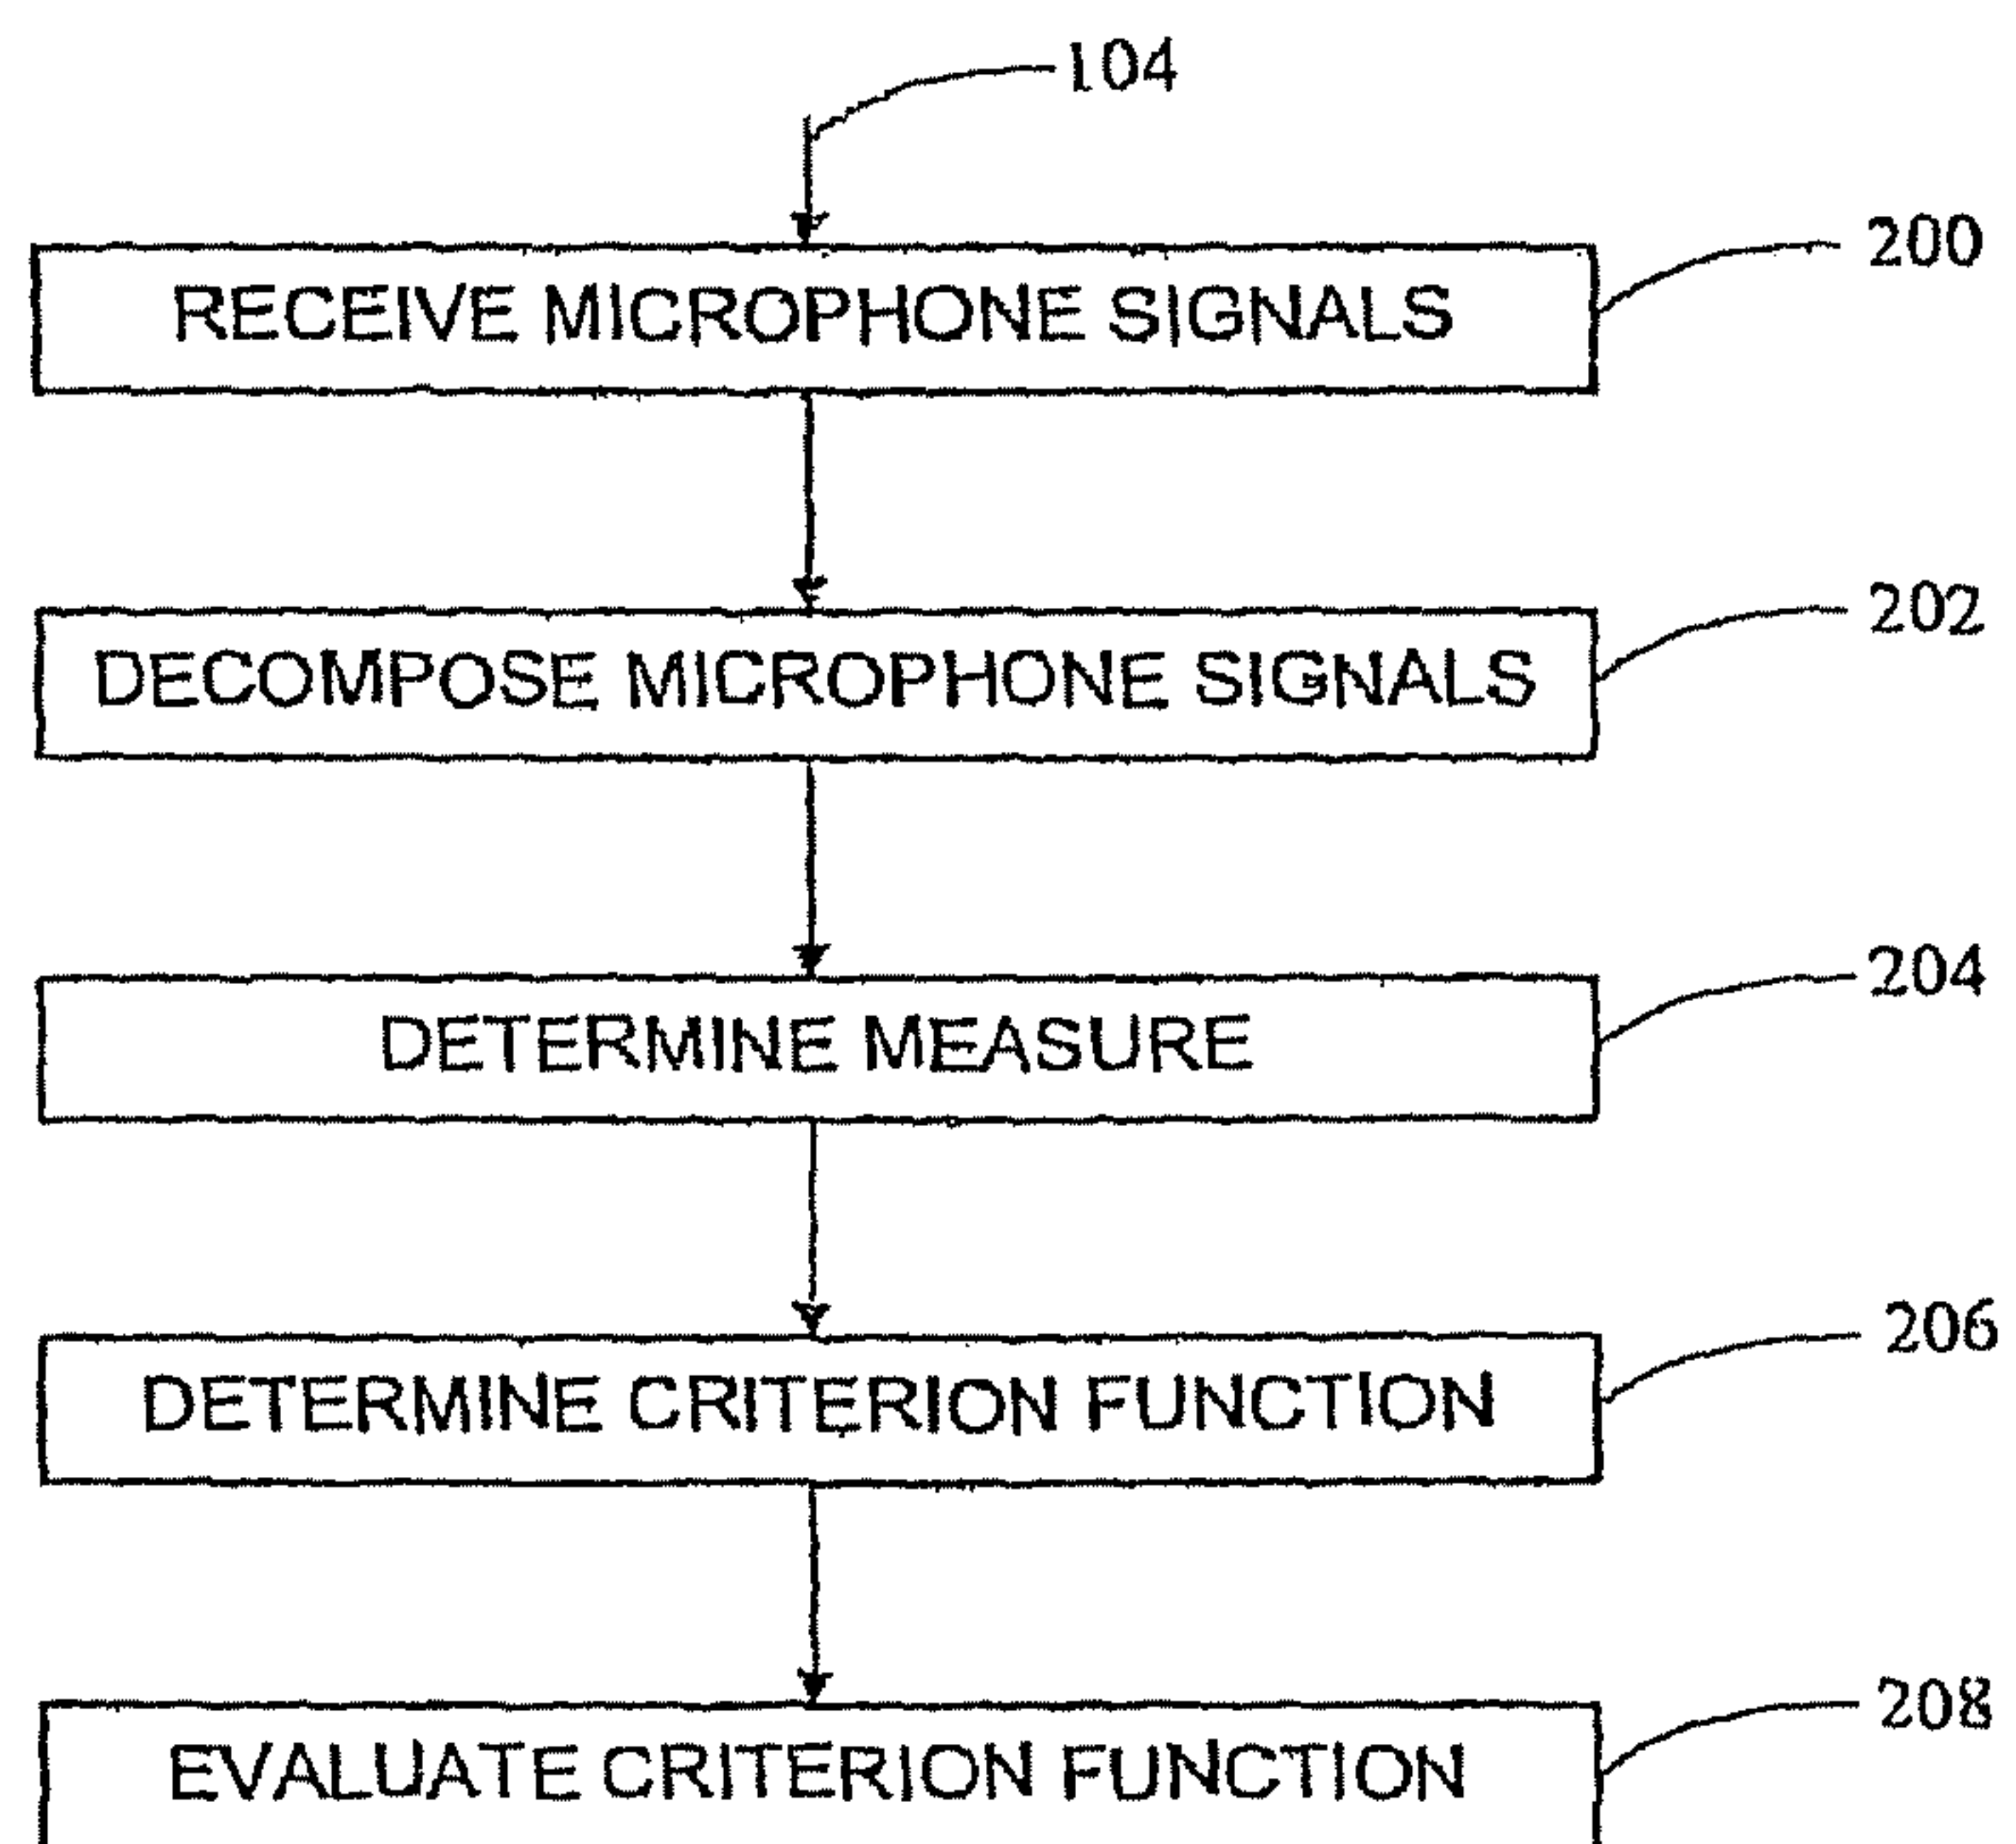 104
200
RECEIVE MICROPHONE SIGNALS
202
DECOMPOSE MICROPHONE SIGNALS
204
DETERMINE MEASURE
206
DETERMINE CRITERION FUNCTION
208
EVALUATE CRITERION FUNCTION